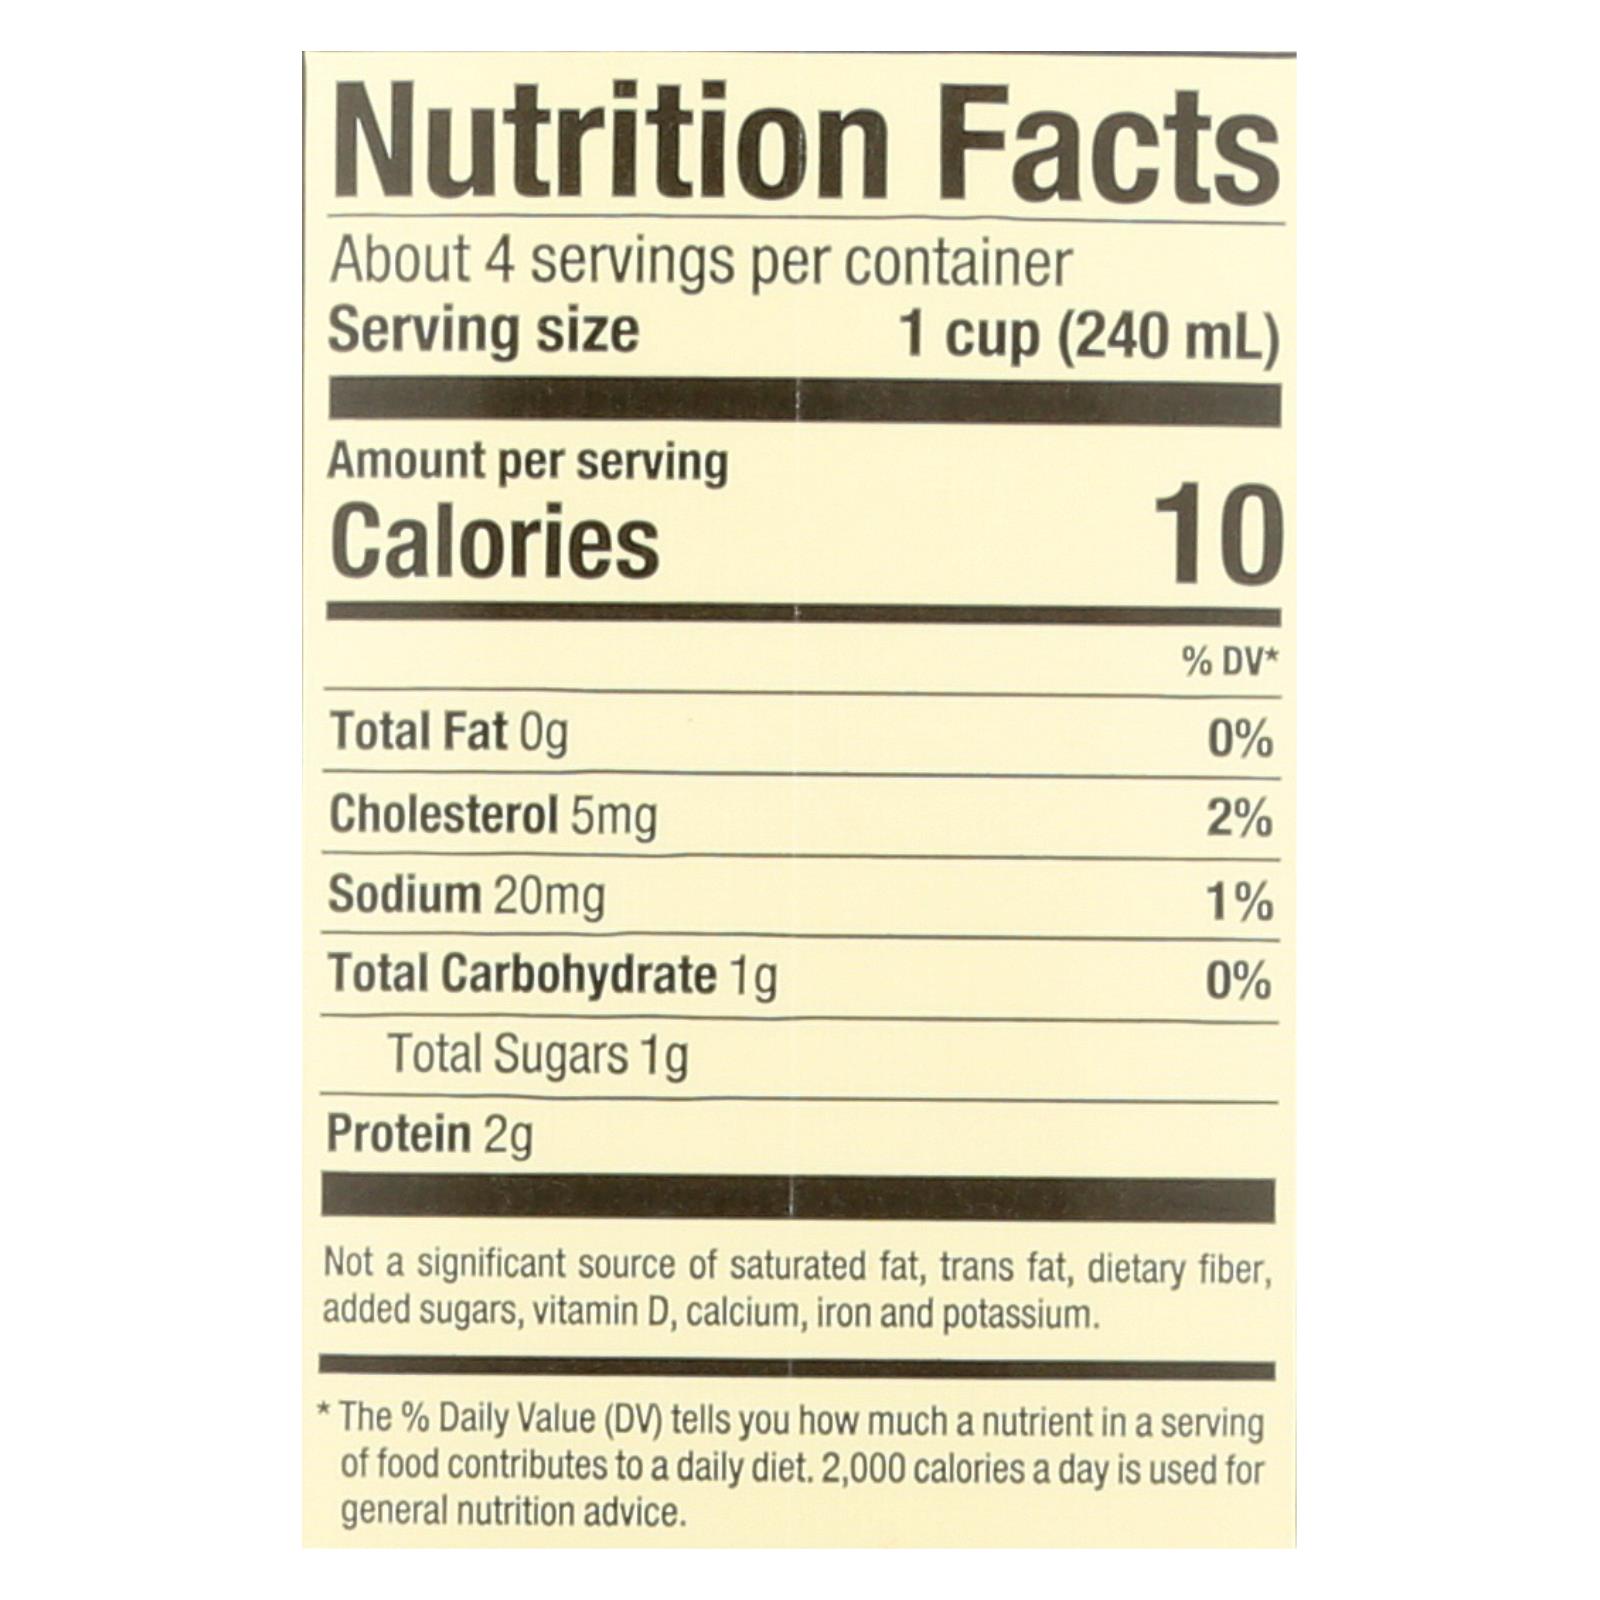 Nutrition Facts
About 4 servings per container
Serving size 1 cup (240 mL)
Amount per serving
Calories 10
% DV*
Total Fat 0g 0%
Cholesterol 5mg 2%
Sodium 20mg 1%
Total Carbohydrate 1g 0%
Total Sugars 1g
Protein 2g
Not a significant source of saturated fat, trans fat, dietary fiber,
added sugars, vitamin D, calcium, iron and potassium.
* The % Daily Value (DV) tells you how much a nutrient in a serving
of food contributes to a daily diet. 2,000 calories a day is used for
general nutrition advice.